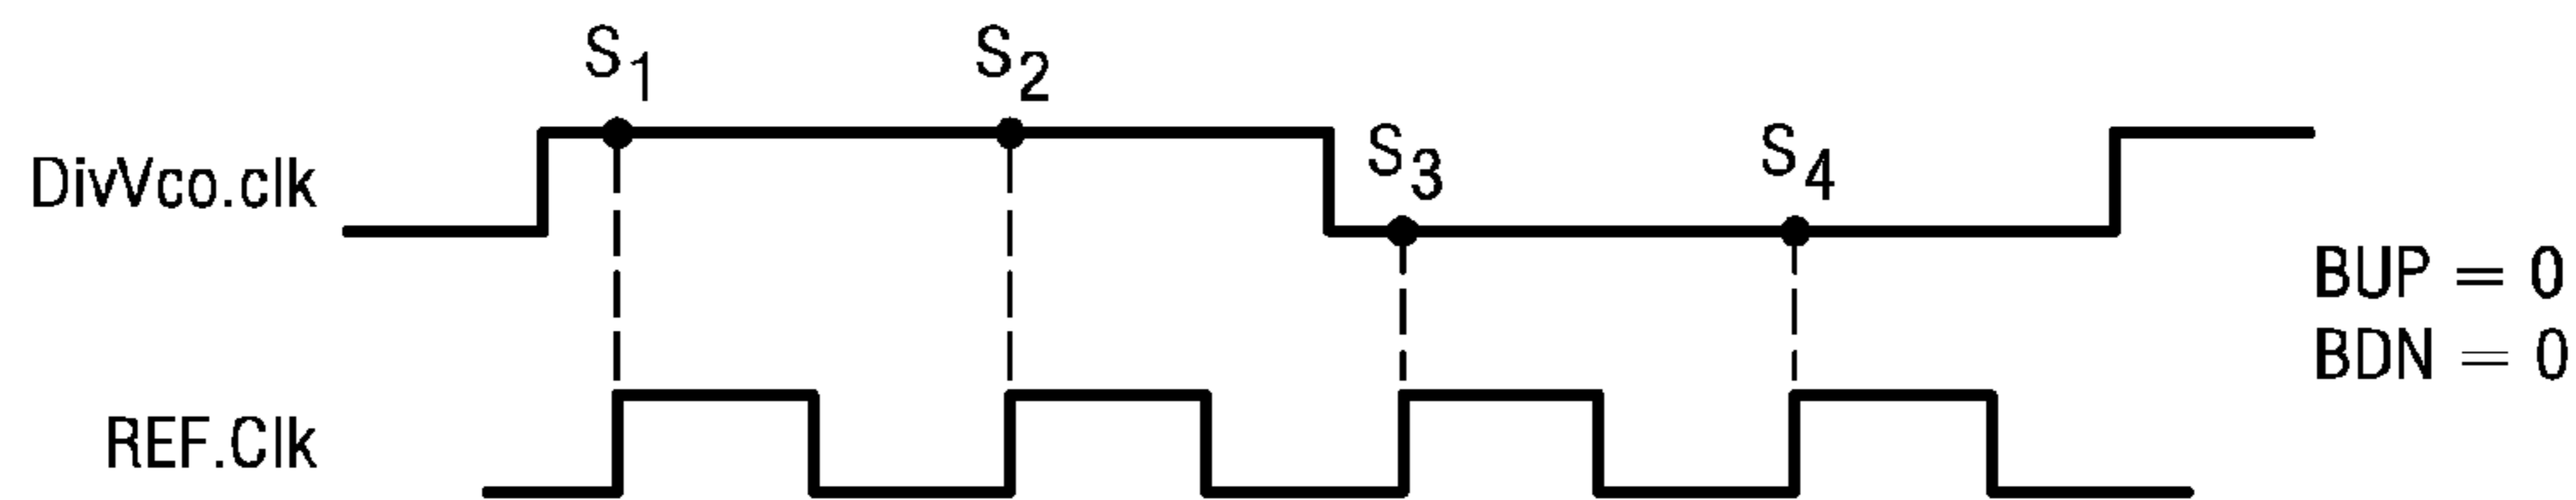 S1 S2
DivVco.clk S3 S4
BUP = 0
BDN = 0
REF.Clk